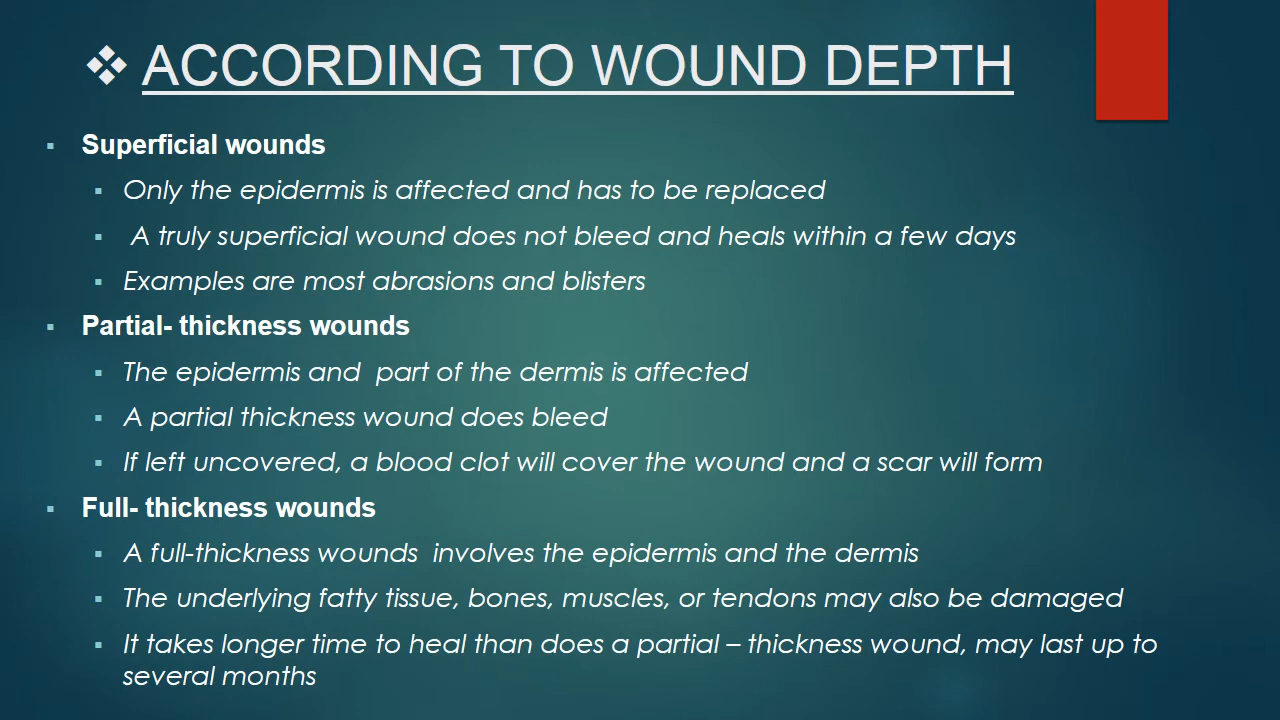 ❖ ACCORDING TO WOUND DEPTH
▪ Superficial wounds
▪ Only the epidermis is affected and has to be replaced
▪ A truly superficial wound does not bleed and heals within a few days
▪ Examples are most abrasions and blisters
▪ Partial- thickness wounds
▪ The epidermis and  part of the dermis is affected
▪ A partial thickness wound does bleed
▪ If left uncovered, a blood clot will cover the wound and a scar will form
▪ Full- thickness wounds
▪ A full-thickness wounds  involves the epidermis and the dermis
▪ The underlying fatty tissue, bones, muscles, or tendons may also be damaged
▪ It takes longer time to heal than does a partial – thickness wound, may last up to
several months